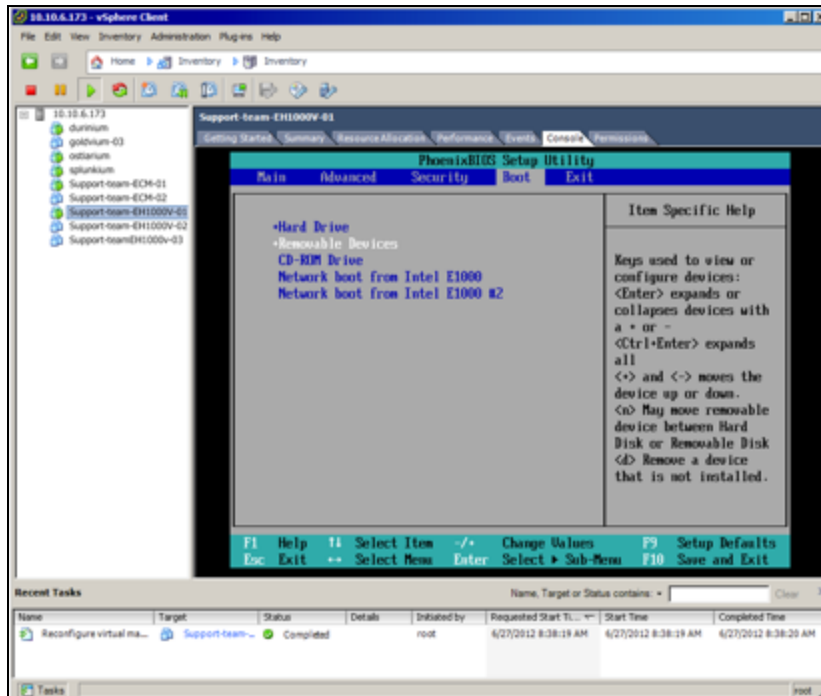 10.10.6.173 - vSphere Client
File Edit View Inventory Administration Plug-ins Help
Home Inventory Inventory
10.10.6.173
durinium
goldvium-03
ostiarium
splunkium
Support-team-ECM-01
Support-team-ECM-02
Support-team-EH1000V-01
Support-team-EH1000V-02
Support-teamEH1000v-03
Support-team-EH1000V-01
Getting Started Summary Resource Allocation Performance Events Console Permissions
PhoenixBIOS Setup Utility
Main Advanced Security Boot Exit
+Hard Drive
+Removable Devices
CD-ROM Drive
Network boot from Intel E1000
Network boot from Intel E1000 #2
Item Specific Help
Keys used to view or
configure devices:
<Enter> expands or
collapses devices with
a + or -
<Ctrl+Enter> expands
all
<+> and <-> moves the
device up or down.
<n> May move removable
device between Hard
Disk or Removable Disk
<d> Remove a device
that is not installed.
F1 Help ↑↓ Select Item -/+ Change Values F9 Setup Defaults
Esc Exit ↔ Select Menu Enter Select ▶ Sub-Menu F10 Save and Exit
Recent Tasks
Name, Target or Status contains: Clear
Name Target Status Details Initiated by Requested Start Ti... Start Time Completed Time
Reconfigure virtual ma... Support-team-... Completed root 6/27/2012 8:38:19 AM 6/27/2012 8:38:19 AM 6/27/2012 8:38:20 AM
Tasks root